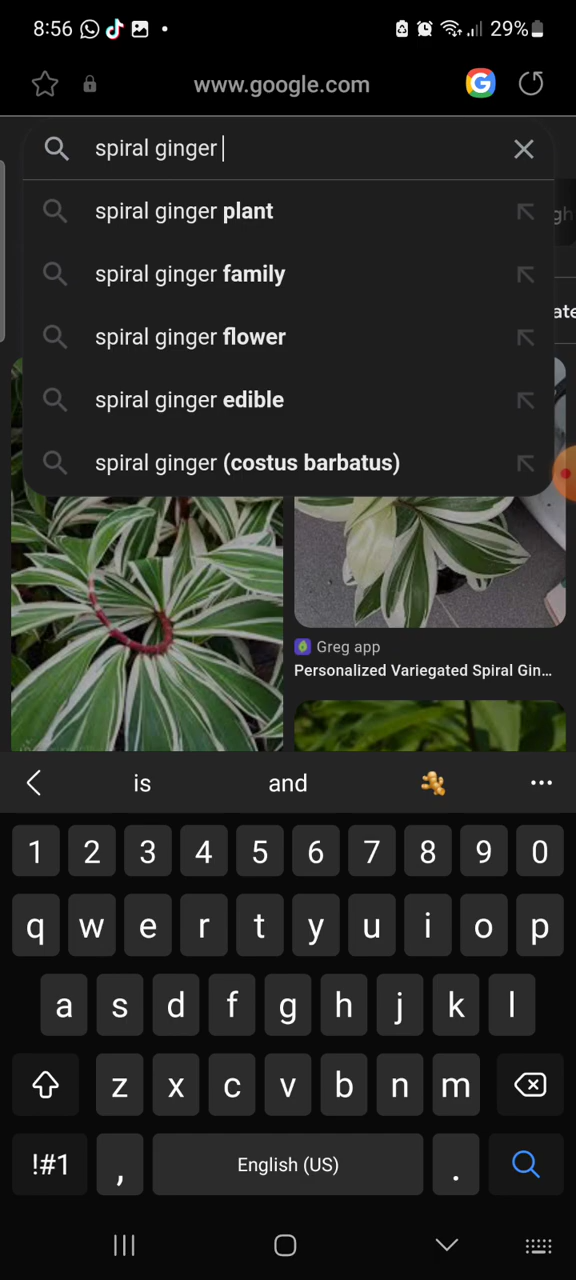 8:56
29%
www.google.com
spiral ginger
gh
spiral ginger plant
spiral ginger family
ate
spiral ginger flower
spiral ginger edible
spiral ginger (costus barbatus)
Greg app
Personalized Variegated Spiral Gin...
is and
1 2 3 4 5 6 7 8 9 0
q w e r t y u i o p
a s d f g h j k l
z x c v b n m
!#1 , English (US) .